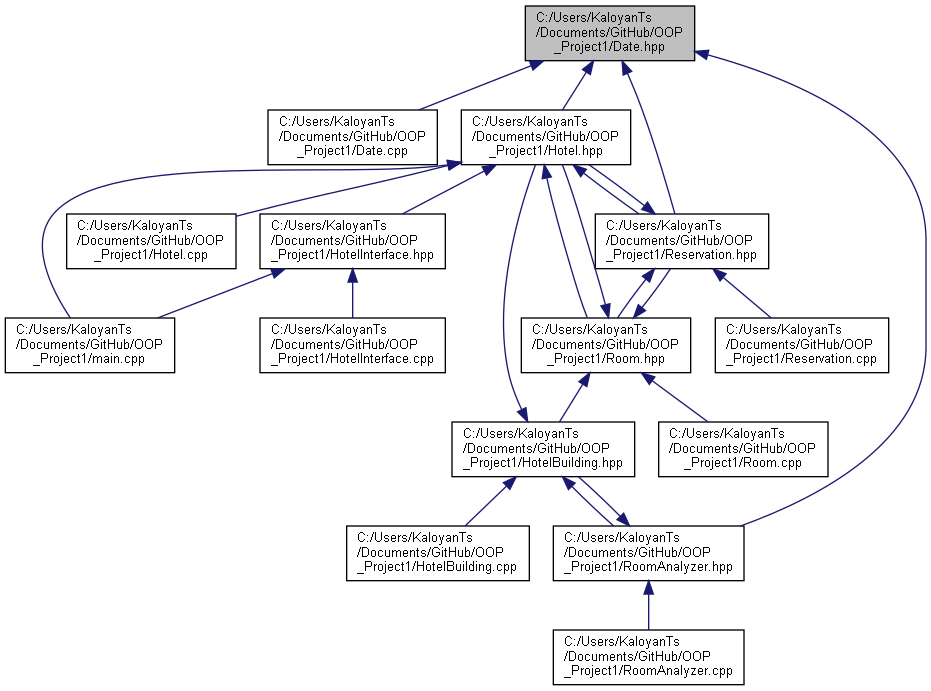 C:/Users/KaloyanTs
/Documents/GitHub/OOP
_Project1/Date.hpp
C:/Users/KaloyanTs
/Documents/GitHub/OOP
_Project1/Date.cpp
C:/Users/KaloyanTs
/Documents/GitHub/OOP
_Project1/Hotel.hpp
C:/Users/KaloyanTs
/Documents/GitHub/OOP
_Project1/Hotel.cpp
C:/Users/KaloyanTs
/Documents/GitHub/OOP
_Project1/HotelInterface.hpp
C:/Users/KaloyanTs
/Documents/GitHub/OOP
_Project1/Reservation.hpp
C:/Users/KaloyanTs
/Documents/GitHub/OOP
_Project1/main.cpp
C:/Users/KaloyanTs
/Documents/GitHub/OOP
_Project1/HotelInterface.cpp
C:/Users/KaloyanTs
/Documents/GitHub/OOP
_Project1/Room.hpp
C:/Users/KaloyanTs
/Documents/GitHub/OOP
_Project1/Reservation.cpp
C:/Users/KaloyanTs
/Documents/GitHub/OOP
_Project1/HotelBuilding.hpp
C:/Users/KaloyanTs
/Documents/GitHub/OOP
_Project1/Room.cpp
C:/Users/KaloyanTs
/Documents/GitHub/OOP
_Project1/HotelBuilding.cpp
C:/Users/KaloyanTs
/Documents/GitHub/OOP
_Project1/RoomAnalyzer.hpp
C:/Users/KaloyanTs
/Documents/GitHub/OOP
_Project1/RoomAnalyzer.cpp